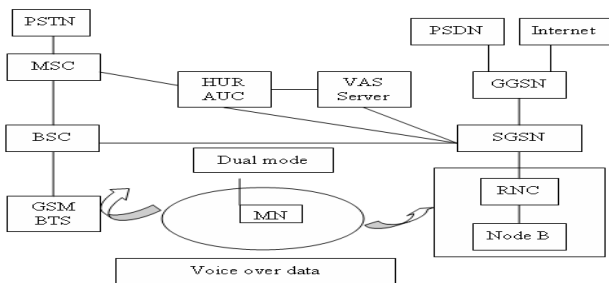 PSTN
PSDN
Internet
MSC
HUR
AUC
VAS
Server
GGSN
BSC
SGSN
Dual mode
GSM
BTS
MN
RNC
Node B
Voice over data